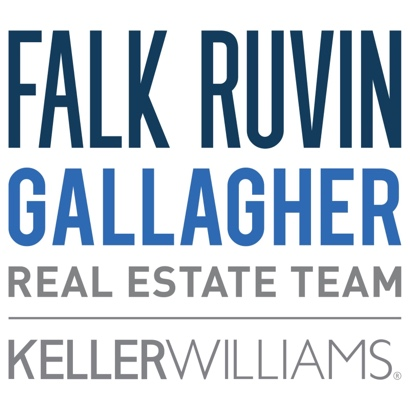 FALK RUVIN
GALLAGHER
REAL ESTATE TEAM
KELLERWILLIAMS®